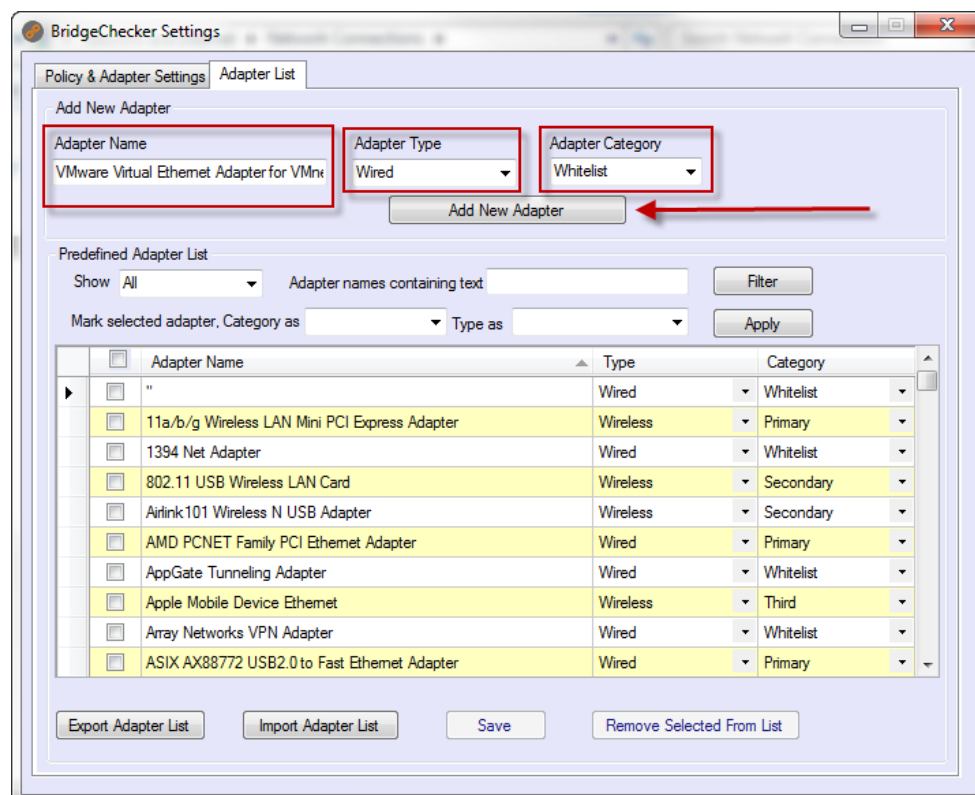 BridgeChecker Settings
Policy & Adapter Settings Adapter List
Add New Adapter
Adapter Name Adapter Type Adapter Category
VMware Virtual Ethernet Adapter for VMne Wired Whitelist
Add New Adapter
Predefined Adapter List
Show All Adapter names containing text Filter
Mark selected adapter, Category as Type as Apply
Adapter Name Type Category
" Wired Whitelist
11a/b/g Wireless LAN Mini PCI Express Adapter Wireless Primary
1394 Net Adapter Wired Whitelist
802.11 USB Wireless LAN Card Wireless Secondary
Airlink101 Wireless N USB Adapter Wireless Secondary
AMD PCNET Family PCI Ethernet Adapter Wired Primary
AppGate Tunneling Adapter Wired Whitelist
Apple Mobile Device Ethernet Wireless Third
Array Networks VPN Adapter Wired Whitelist
ASIX AX88772 USB2.0 to Fast Ethernet Adapter Wired Primary
Export Adapter List Import Adapter List Save Remove Selected From List